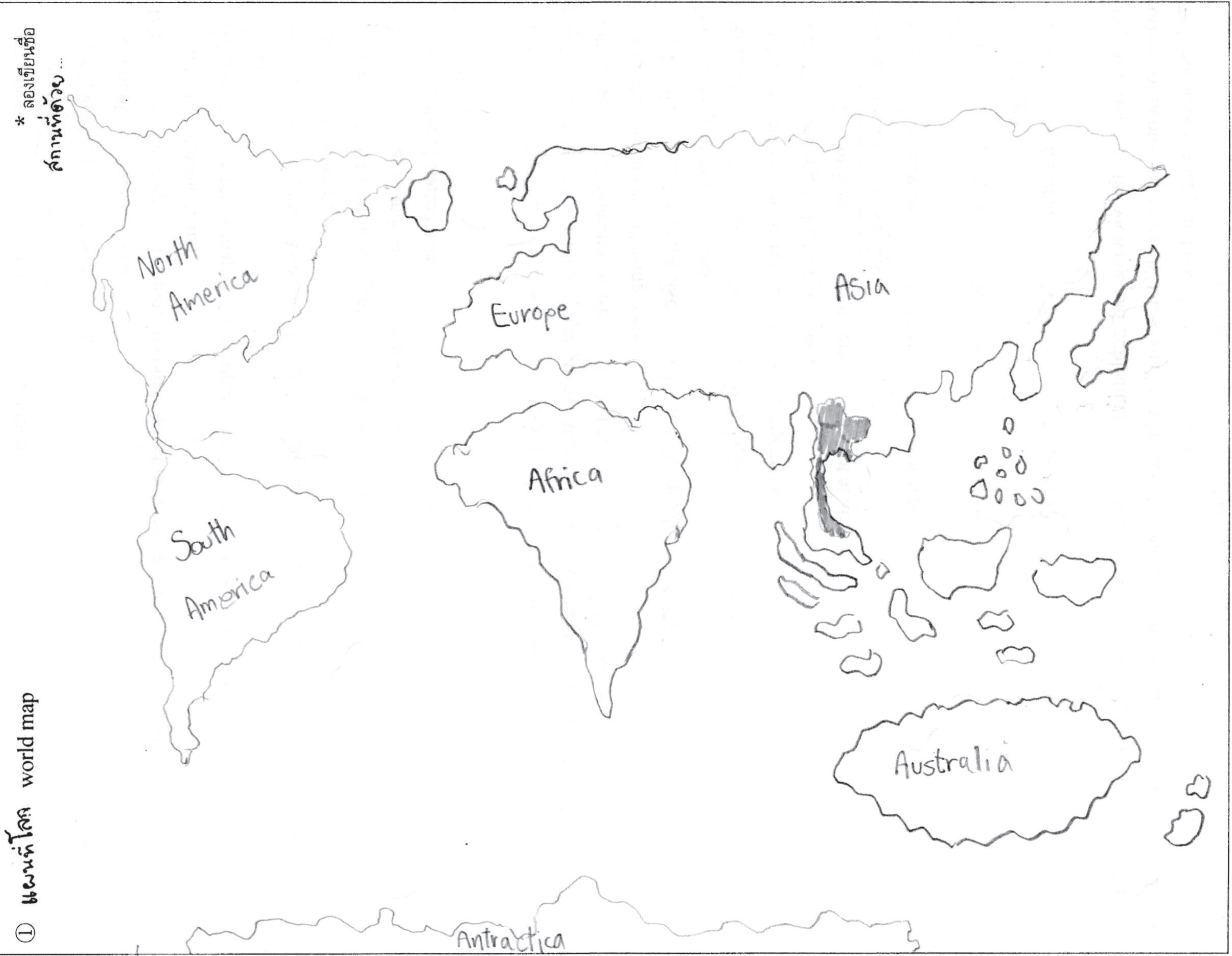 ① แผนที่โลก world map
* ลองเขียนชื่อ
สถานที่ด้วย...
North
America
South
America
Europe
Asia
Africa
Australia
Antractica